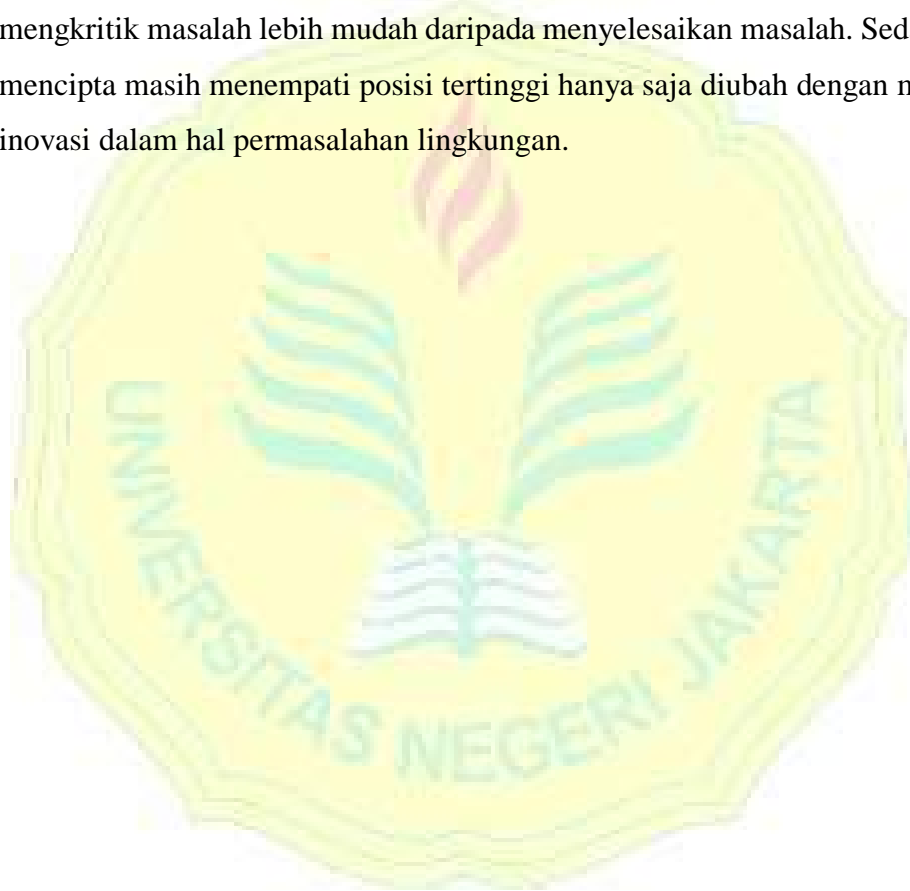 mengkritik masalah lebih mudah daripada menyelesaikan masalah. Sed
mencipta masih menempati posisi tertinggi hanya saja diubah dengan
inovasi dalam hal permasalahan lingkungan.
UNIVERSITAS NEGERI JAKARTA